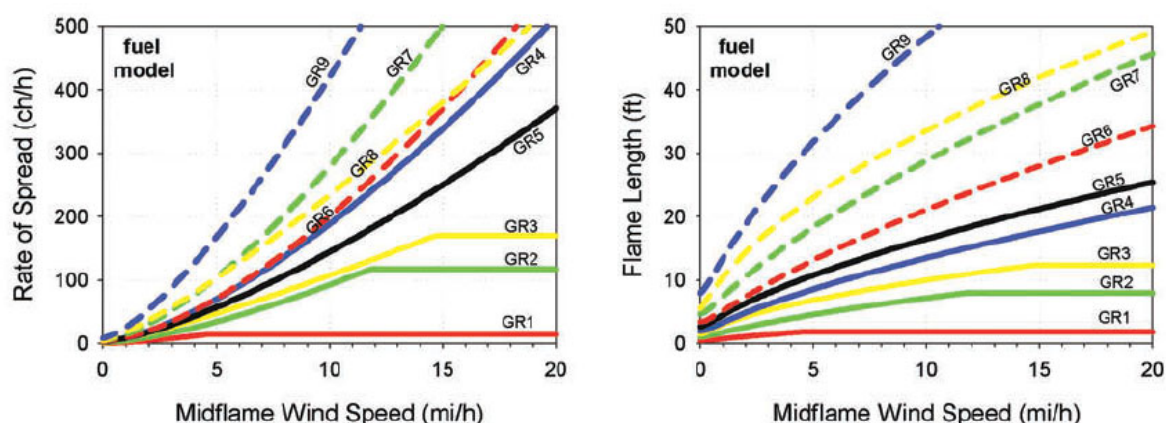 500
400
300
200
100
0
Rate of Spread (ch/h)
fuel
model
GR9
GR7
GR4
GR5
GR8
GR6
GR3
GR2
GR1
0
5
10
15
20
Midflame Wind Speed (mi/h)
50
40
30
20
10
0
Flame Length (ft)
fuel
model
GR9
GR8
GR7
GR6
GR5
GR4
GR3
GR2
GR1
0
5
10
15
20
Midflame Wind Speed (mi/h)